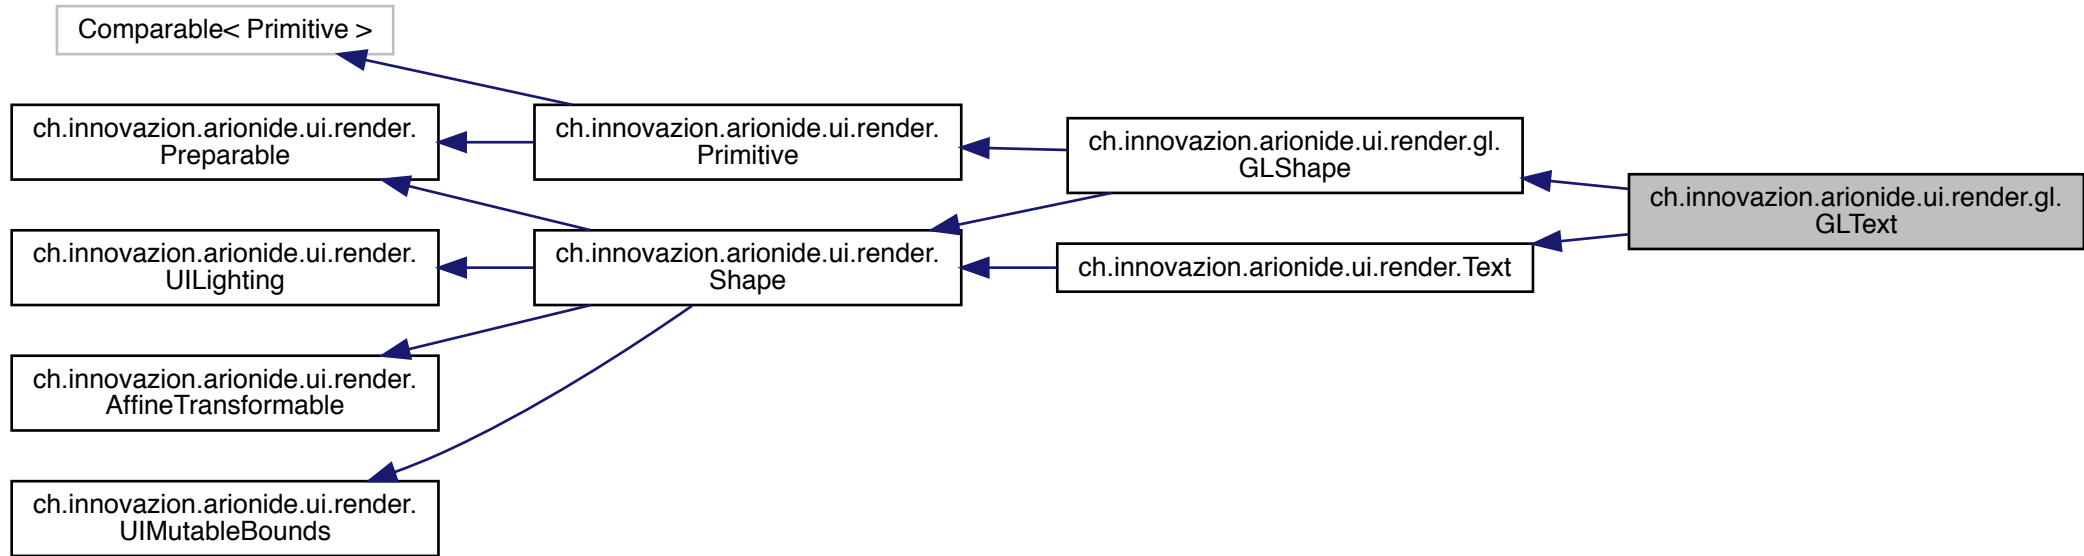 Comparable< Primitive >
ch.innovazion.arionide.ui.render.
Preparable
ch.innovazion.arionide.ui.render.
UILighting
ch.innovazion.arionide.ui.render.
AffineTransformable
ch.innovazion.arionide.ui.render.
UIMutableBounds
ch.innovazion.arionide.ui.render.
Primitive
ch.innovazion.arionide.ui.render.
Shape
ch.innovazion.arionide.ui.render.gl.
GLShape
ch.innovazion.arionide.ui.render.Text
ch.innovazion.arionide.ui.render.gl.
GLText